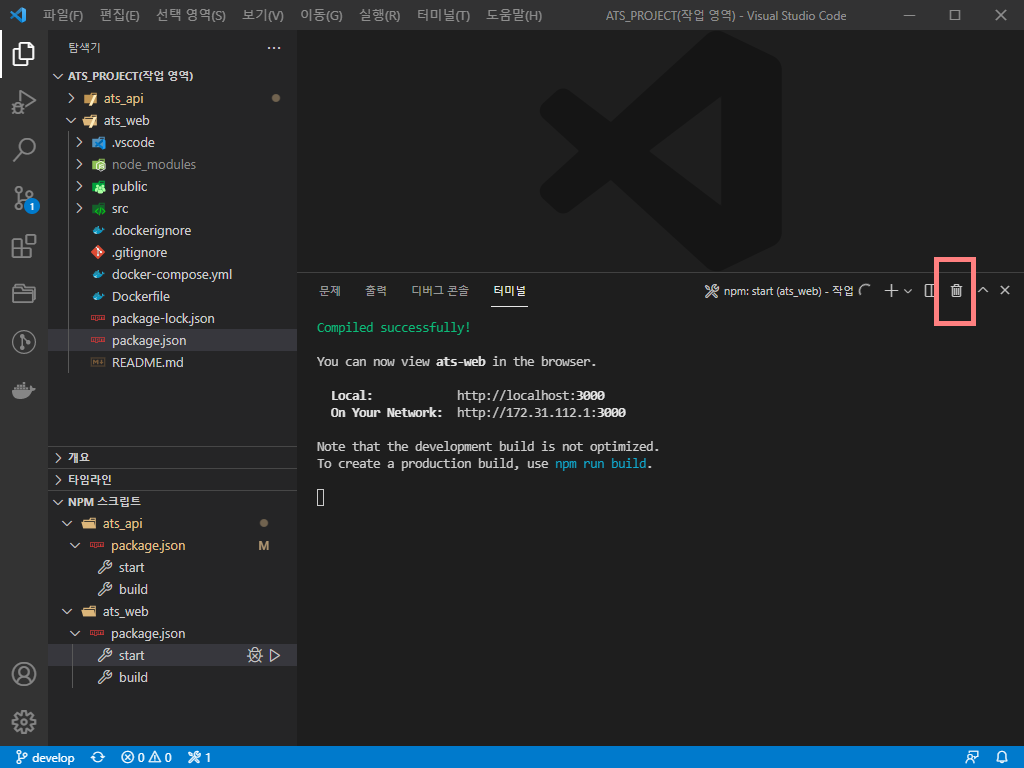 파일(F) 편집(E) 선택 영역(S) 보기(V) 이동(G) 실행(R) 터미널(T) 도움말(H) ATS_PROJECT(작업 영역) - Visual Studio Code
탐색기
ATS_PROJECT(작업 영역)
ats_api
ats_web
.vscode
node_modules
public
src
.dockerignore
.gitignore
docker-compose.yml
Dockerfile
package-lock.json
package.json
README.md
개요
타임라인
NPM 스크립트
ats_api
package.json M
start
build
ats_web
package.json
start
build
1
문제 출력 디버그 콘솔 터미널 npm: start (ats_web) - 작업
Compiled successfully!
You can now view ats-web in the browser.
Local: http://localhost:3000
On Your Network: http://172.31.112.1:3000
Note that the development build is not optimized.
To create a production build, use npm run build.
develop 0 0 1